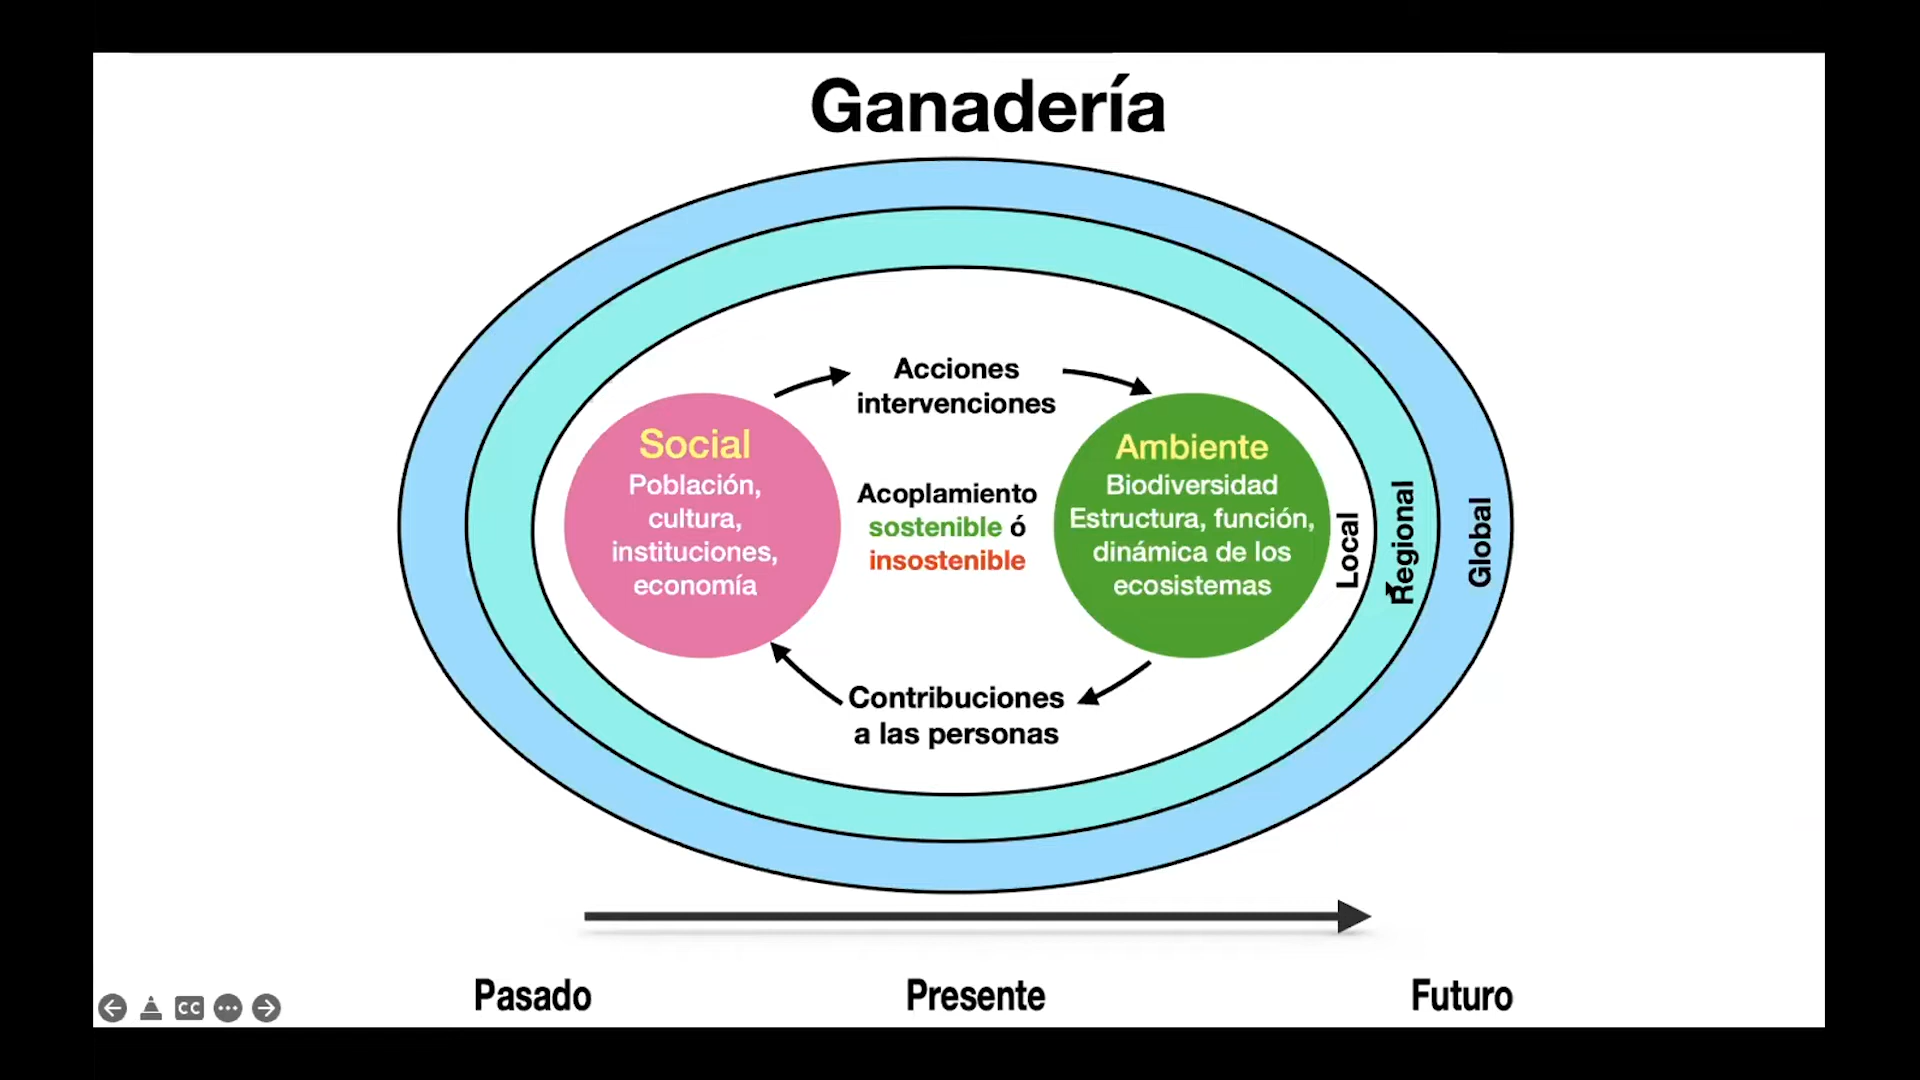 Ganadería
Acciones
intervenciones
Social
Población,
cultura,
instituciones,
economía
Acoplamiento
sostenible ó
insostenible
Ambiente
Biodiversidad
Estructura, función,
dinámica de los
ecosistemas
Local
Regional
Global
Contribuciones
a las personas
Pasado
Presente
Futuro
CC